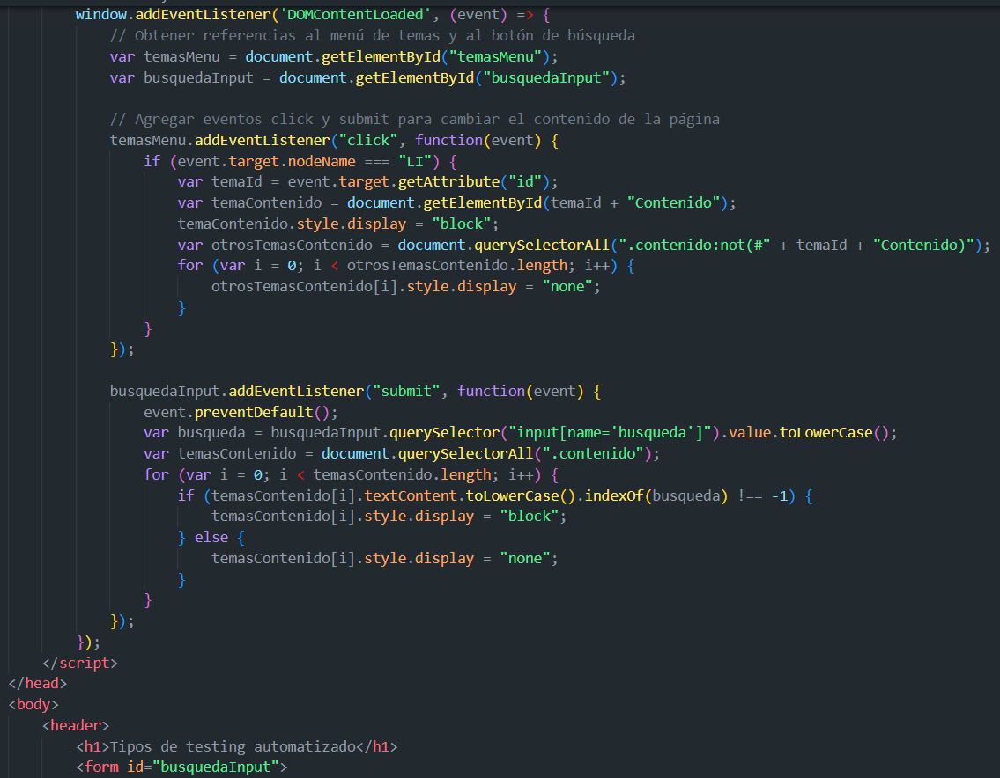 window.addEventListener('DOMContentLoaded', (event) => {
// Obtener referencias al menú de temas y al botón de búsqueda
var temasMenu = document.getElementById("temasMenu");
var busquedaInput = document.getElementById("busquedaInput");
// Agregar eventos click y submit para cambiar el contenido de la página
temasMenu.addEventListener("click", function(event) {
if (event.target.nodeName === "LI") {
var temaId = event.target.getAttribute("id");
var temaContenido = document.getElementById(temaId + "Contenido");
temaContenido.style.display = "block";
var otrosTemasContenido = document.querySelectorAll(".contenido:not(#" + temaId + "Contenido)");
for (var i = 0; i < otrosTemasContenido.length; i++) {
otrosTemasContenido[i].style.display = "none";
}
}
});
busquedaInput.addEventListener("submit", function(event) {
event.preventDefault();
var busqueda = busquedaInput.querySelector("input[name='busqueda']").value.toLowerCase();
var temasContenido = document.querySelectorAll(".contenido");
for (var i = 0; i < temasContenido.length; i++) {
if (temasContenido[i].textContent.toLowerCase().indexOf(busqueda) !== -1) {
temasContenido[i].style.display = "block";
} else {
temasContenido[i].style.display = "none";
}
}
});
});
</script>
</head>
<body>
<header>
<h1>Tipos de testing automatizado</h1>
<form id="busquedaInput">